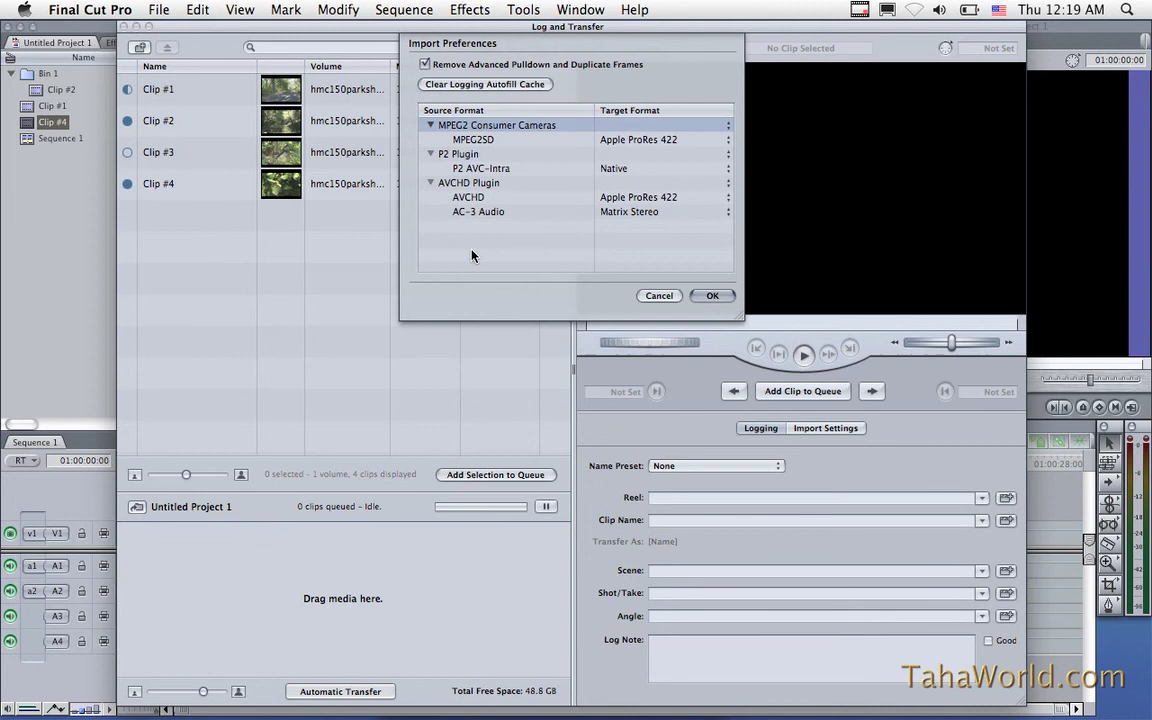 Final Cut Pro File Edit View Mark Modify Sequence Effects Tools Window Help Thu 12:19 AM
Log and Transfer
Untitled Project 1
Name
Bin 1
Clip #2
Clip #1
Clip #4
Sequence 1
Name Volume
Clip #1 hmc150parksh...
Clip #2 hmc150parksh...
Clip #3 hmc150parksh...
Clip #4 hmc150parksh...
Import Preferences
Remove Advanced Pulldown and Duplicate Frames
Clear Logging Autofill Cache
Source Format Target Format
MPEG2 Consumer Cameras
MPEG2SD Apple ProRes 422
P2 Plugin
P2 AVC-Intra Native
AVCHD Plugin
AVCHD Apple ProRes 422
AC-3 Audio Matrix Stereo
Cancel OK
No Clip Selected Not Set
01:00:00:00
Not Set Add Clip to Queue Not Set
Logging Import Settings
0 selected - 1 volume, 4 clips displayed Add Selection to Queue
Untitled Project 1 0 clips queued - Idle.
Drag media here.
Automatic Transfer Total Free Space: 48.8 GB
Name Preset: None
Reel:
Clip Name:
Transfer As: [Name]
Scene:
Shot/Take:
Angle:
Log Note: Good
Sequence 1
RT 01:00:00:00
01:00:28:00
v1 V1
a1 A1
a2 A2
A3
A4
TahaWorld.com